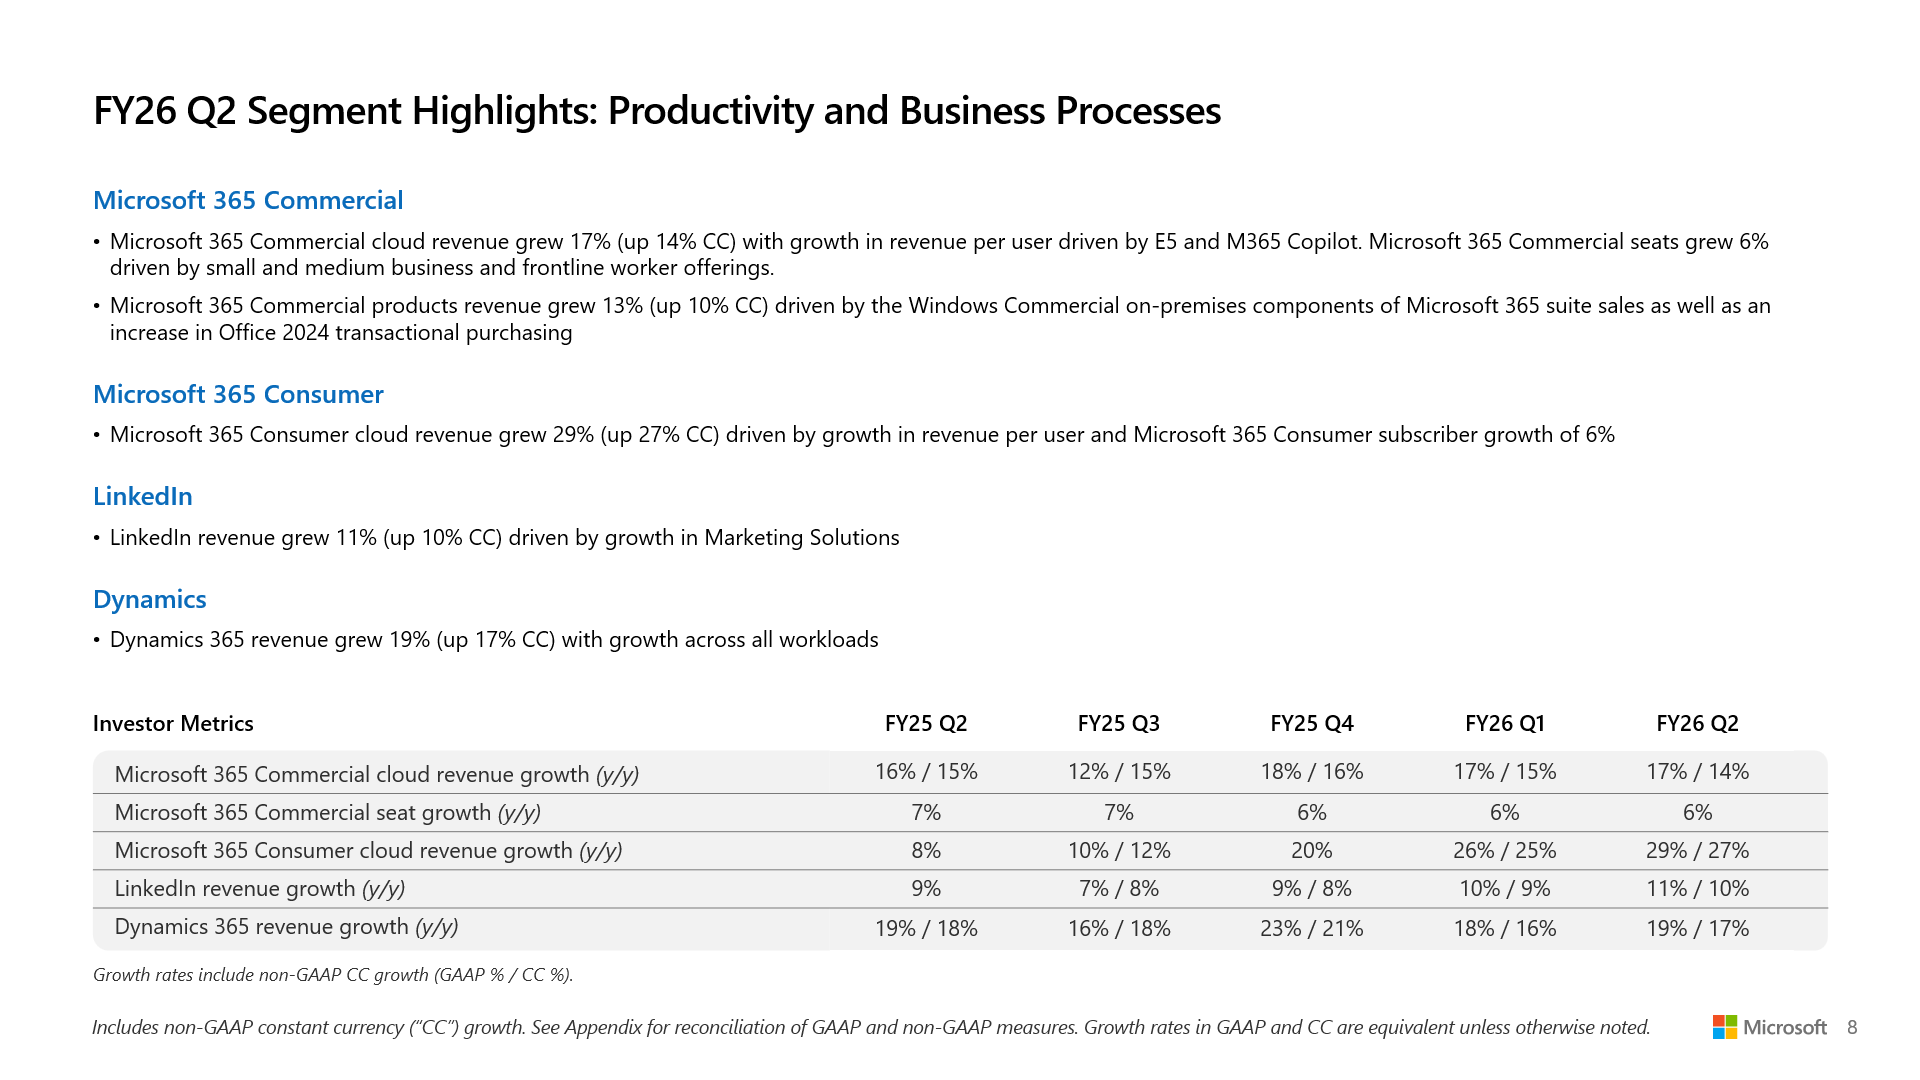 FY26 Q2 Segment Highlights: Productivity and Business Processes
Microsoft 365 Commercial
• Microsoft 365 Commercial cloud revenue grew 17% (up 14% CC) with growth in revenue per user driven by E5 and M365 Copilot. Microsoft 365 Commercial seats grew 6%
driven by small and medium business and frontline worker offerings.
• Microsoft 365 Commercial products revenue grew 13% (up 10% CC) driven by the Windows Commercial on-premises components of Microsoft 365 suite sales as well as an
increase in Office 2024 transactional purchasing
Microsoft 365 Consumer
• Microsoft 365 Consumer cloud revenue grew 29% (up 27% CC) driven by growth in revenue per user and Microsoft 365 Consumer subscriber growth of 6%
LinkedIn
• LinkedIn revenue grew 11% (up 10% CC) driven by growth in Marketing Solutions
Dynamics
• Dynamics 365 revenue grew 19% (up 17% CC) with growth across all workloads
Investor Metrics FY25 Q2 FY25 Q3 FY25 Q4 FY26 Q1 FY26 Q2
Microsoft 365 Commercial cloud revenue growth (y/y) 16% / 15% 12% / 15% 18% / 16% 17% / 15% 17% / 14%
Microsoft 365 Commercial seat growth (y/y) 7% 7% 6% 6% 6%
Microsoft 365 Consumer cloud revenue growth (y/y) 8% 10% / 12% 20% 26% / 25% 29% / 27%
LinkedIn revenue growth (y/y) 9% 7% / 8% 9% / 8% 10% / 9% 11% / 10%
Dynamics 365 revenue growth (y/y) 19% / 18% 16% / 18% 23% / 21% 18% / 16% 19% / 17%
Growth rates include non-GAAP CC growth (GAAP % / CC %).
Includes non-GAAP constant currency (“CC”) growth. See Appendix for reconciliation of GAAP and non-GAAP measures. Growth rates in GAAP and CC are equivalent unless otherwise noted.
Microsoft 8